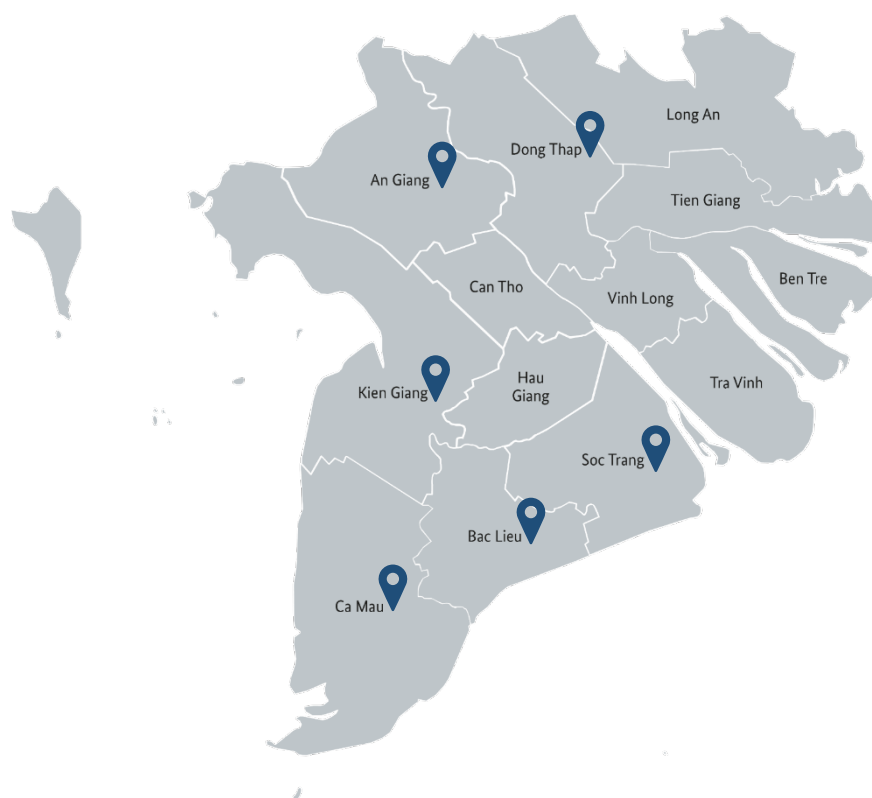 Long An
Dong Thap
An Giang
Tien Giang
Ben Tre
Can Tho
Vinh Long
Tra Vinh
Hau
Giang
Kien Giang
Soc Trang
Bac Lieu
Ca Mau